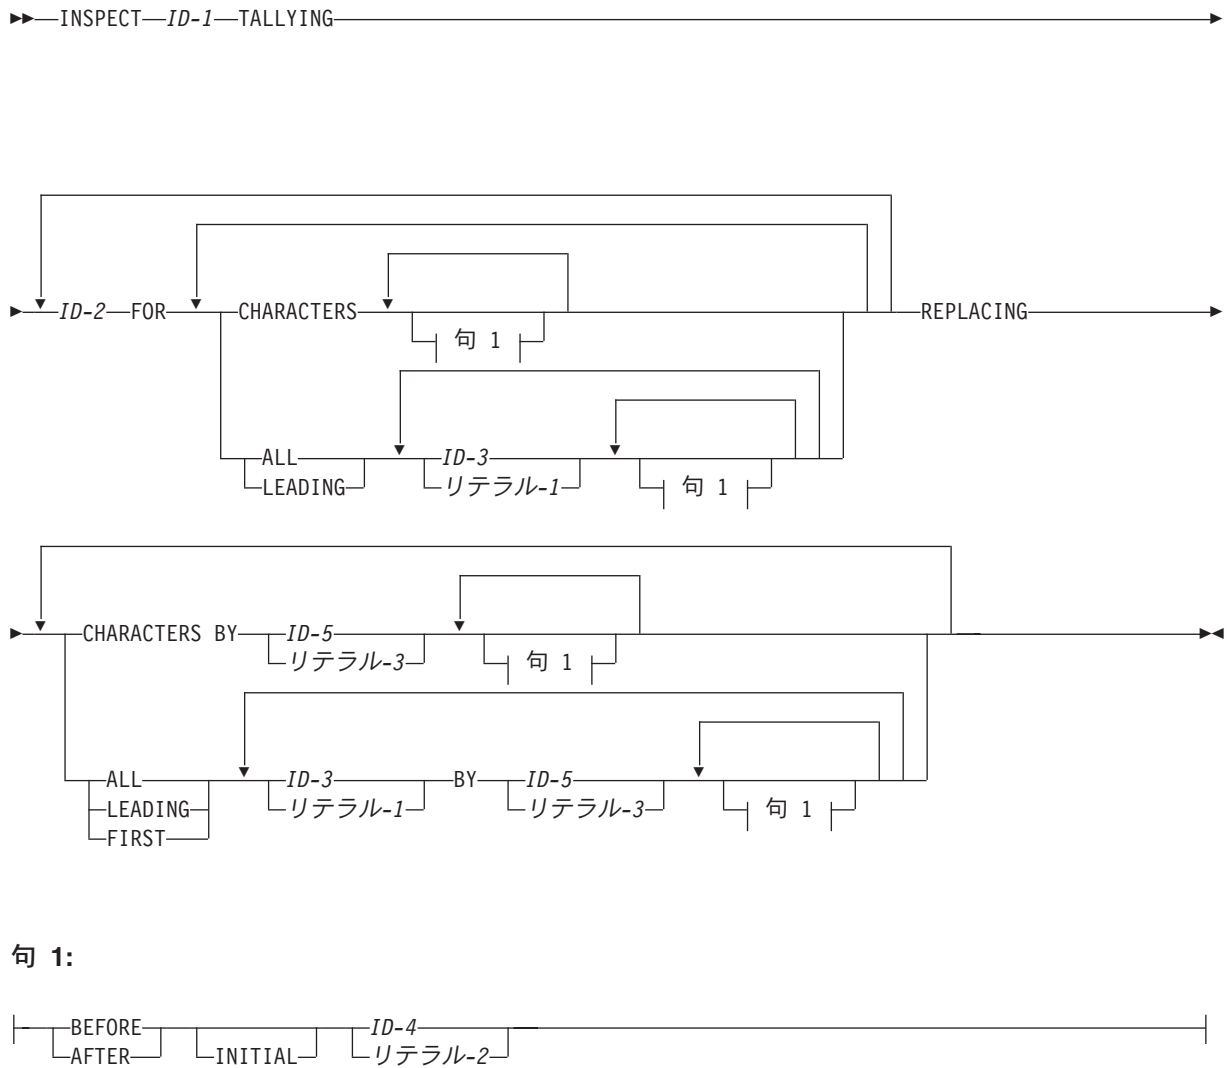 INSPECT ID-1 TALLYING
ID-2 FOR CHARACTERS REPLACING
句 1
ALL ID-3
LEADING リテラル-1 句 1
CHARACTERS BY ID-5
リテラル-3 句 1
ALL ID-3 BY ID-5
LEADING リテラル-1 リテラル-3 句 1
FIRST
句 1:
BEFORE ID-4
AFTER INITIAL リテラル-2